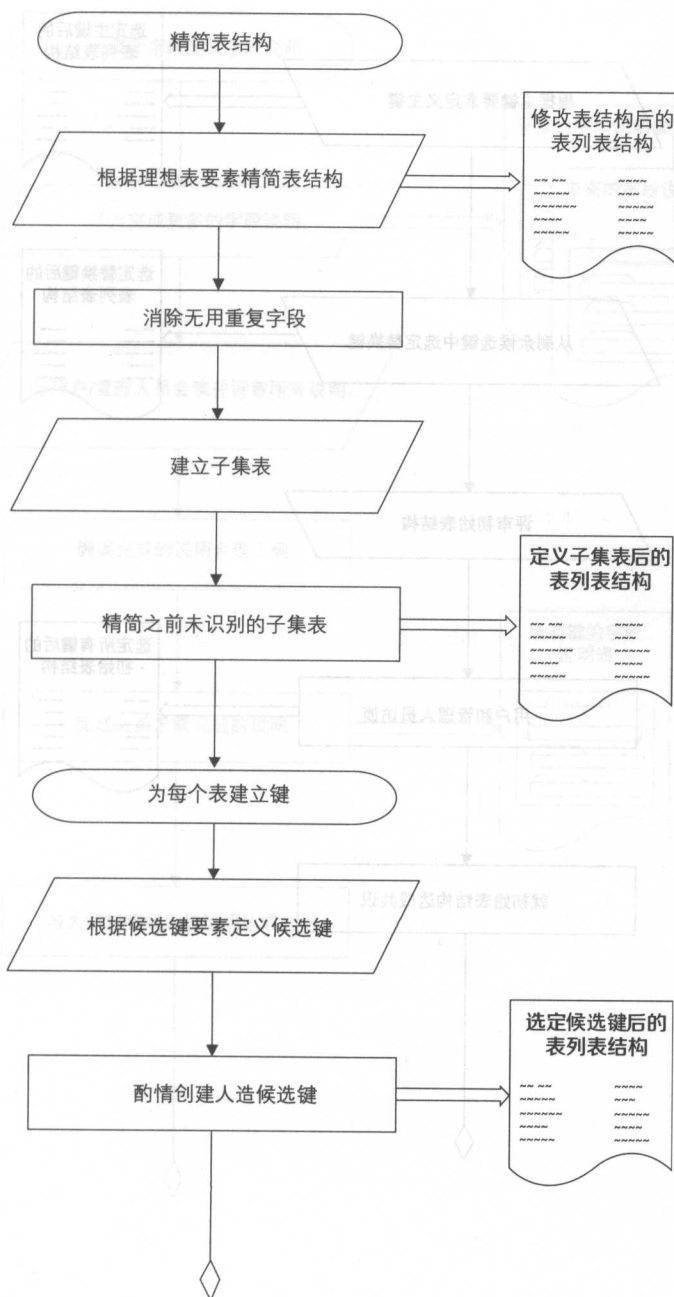 精简表结构
修改表结构后的
表列表结构
根据理想表要素精简表结构
消除无用重复字段
建立子集表
定义子集表后的
表列表结构
精简之前未识别的子集表
为每个表建立键
根据候选键要素定义候选键
选定候选键后的
表列表结构
酌情创建人造候选键